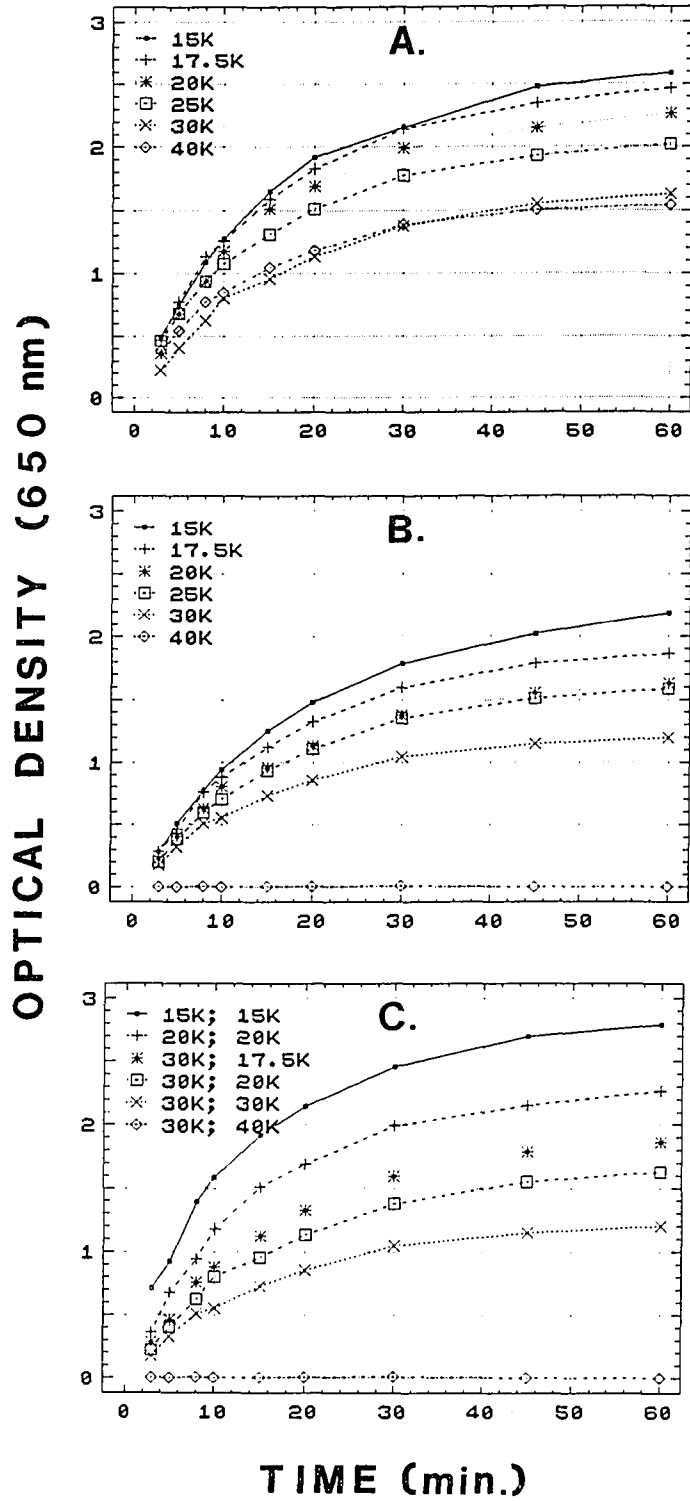 OPTICAL DENSITY (650 nm)
A.
3
2
1
0
15K
17.5K
20K
25K
30K
40K
0 10 20 30 40 50 60
B.
3
2
1
0
15K
17.5K
20K
25K
30K
40K
0 10 20 30 40 50 60
C.
3
2
1
0
15K; 15K
20K; 20K
30K; 17.5K
30K; 20K
30K; 30K
30K; 40K
0 10 20 30 40 50 60
TIME (min.)